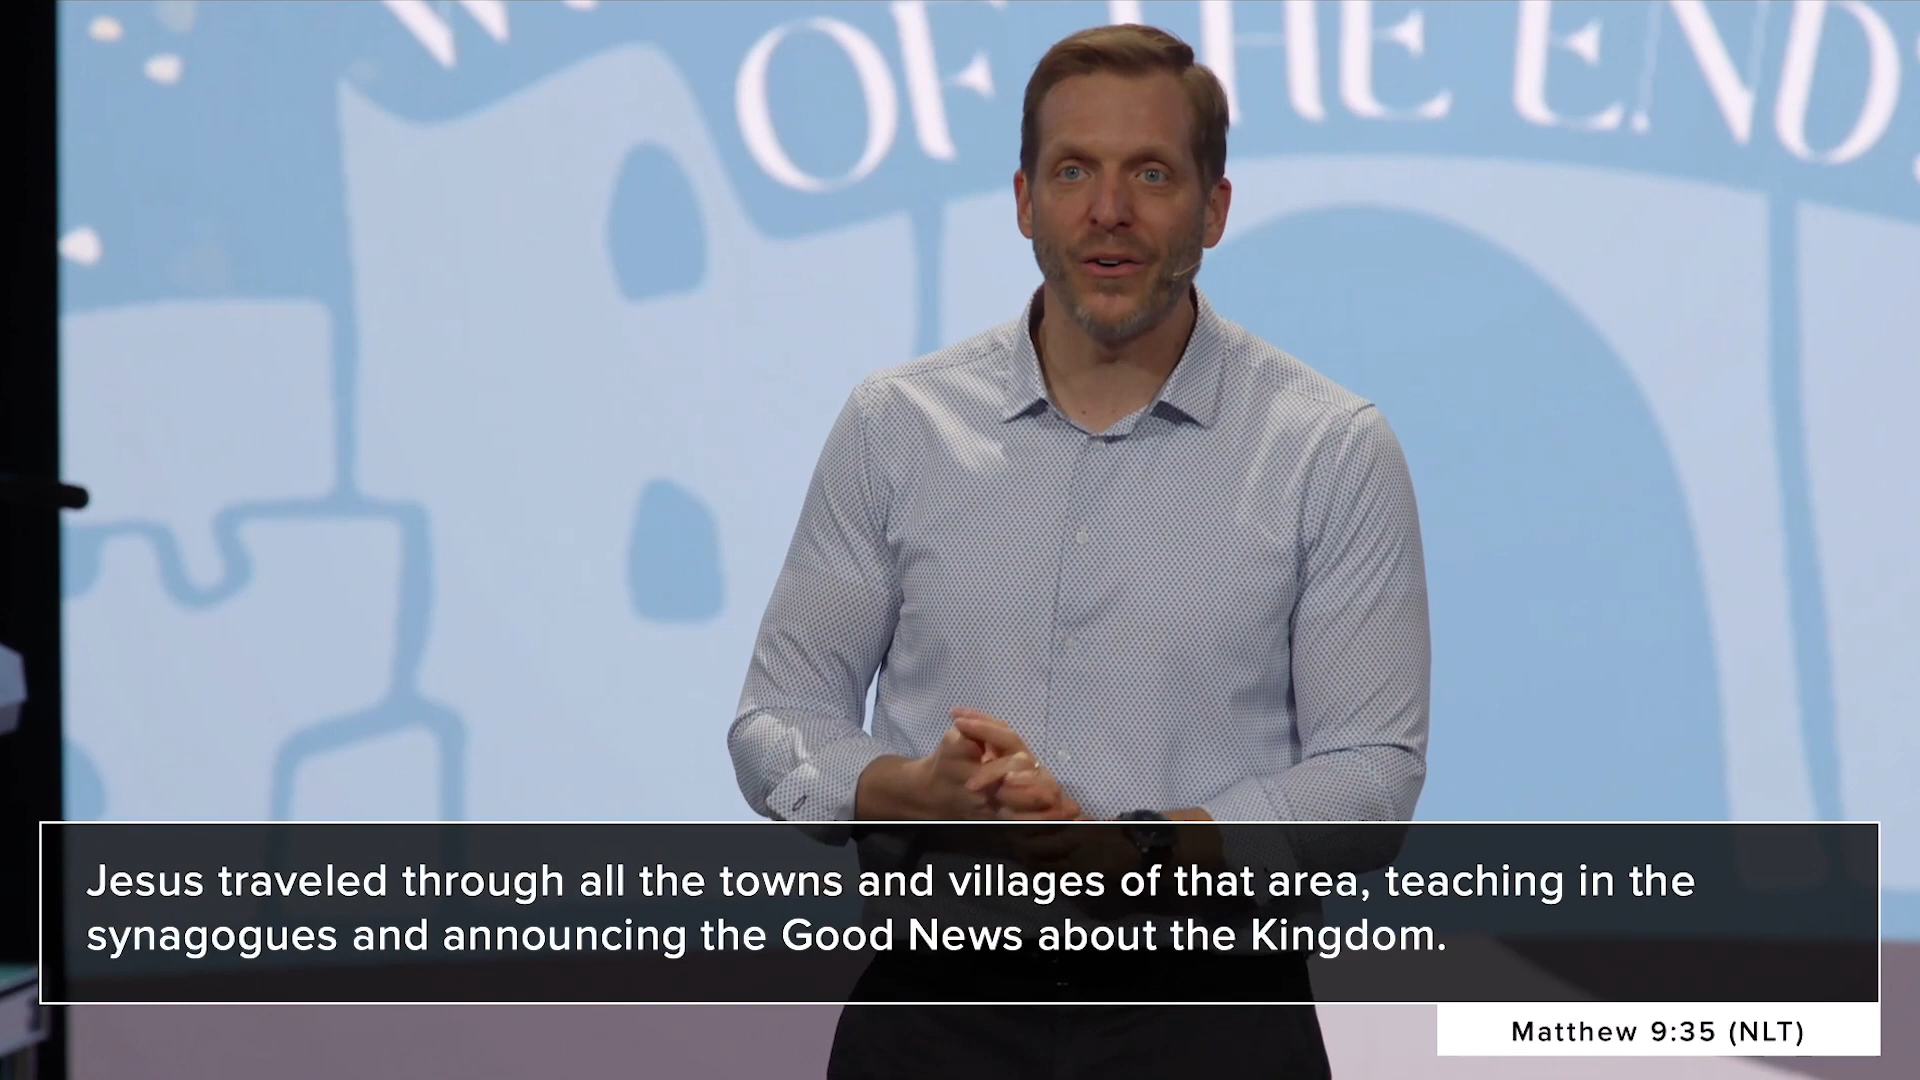 OF THE END
Jesus traveled through all the towns and villages of that area, teaching in the
synagogues and announcing the Good News about the Kingdom.
Matthew 9:35 (NLT)